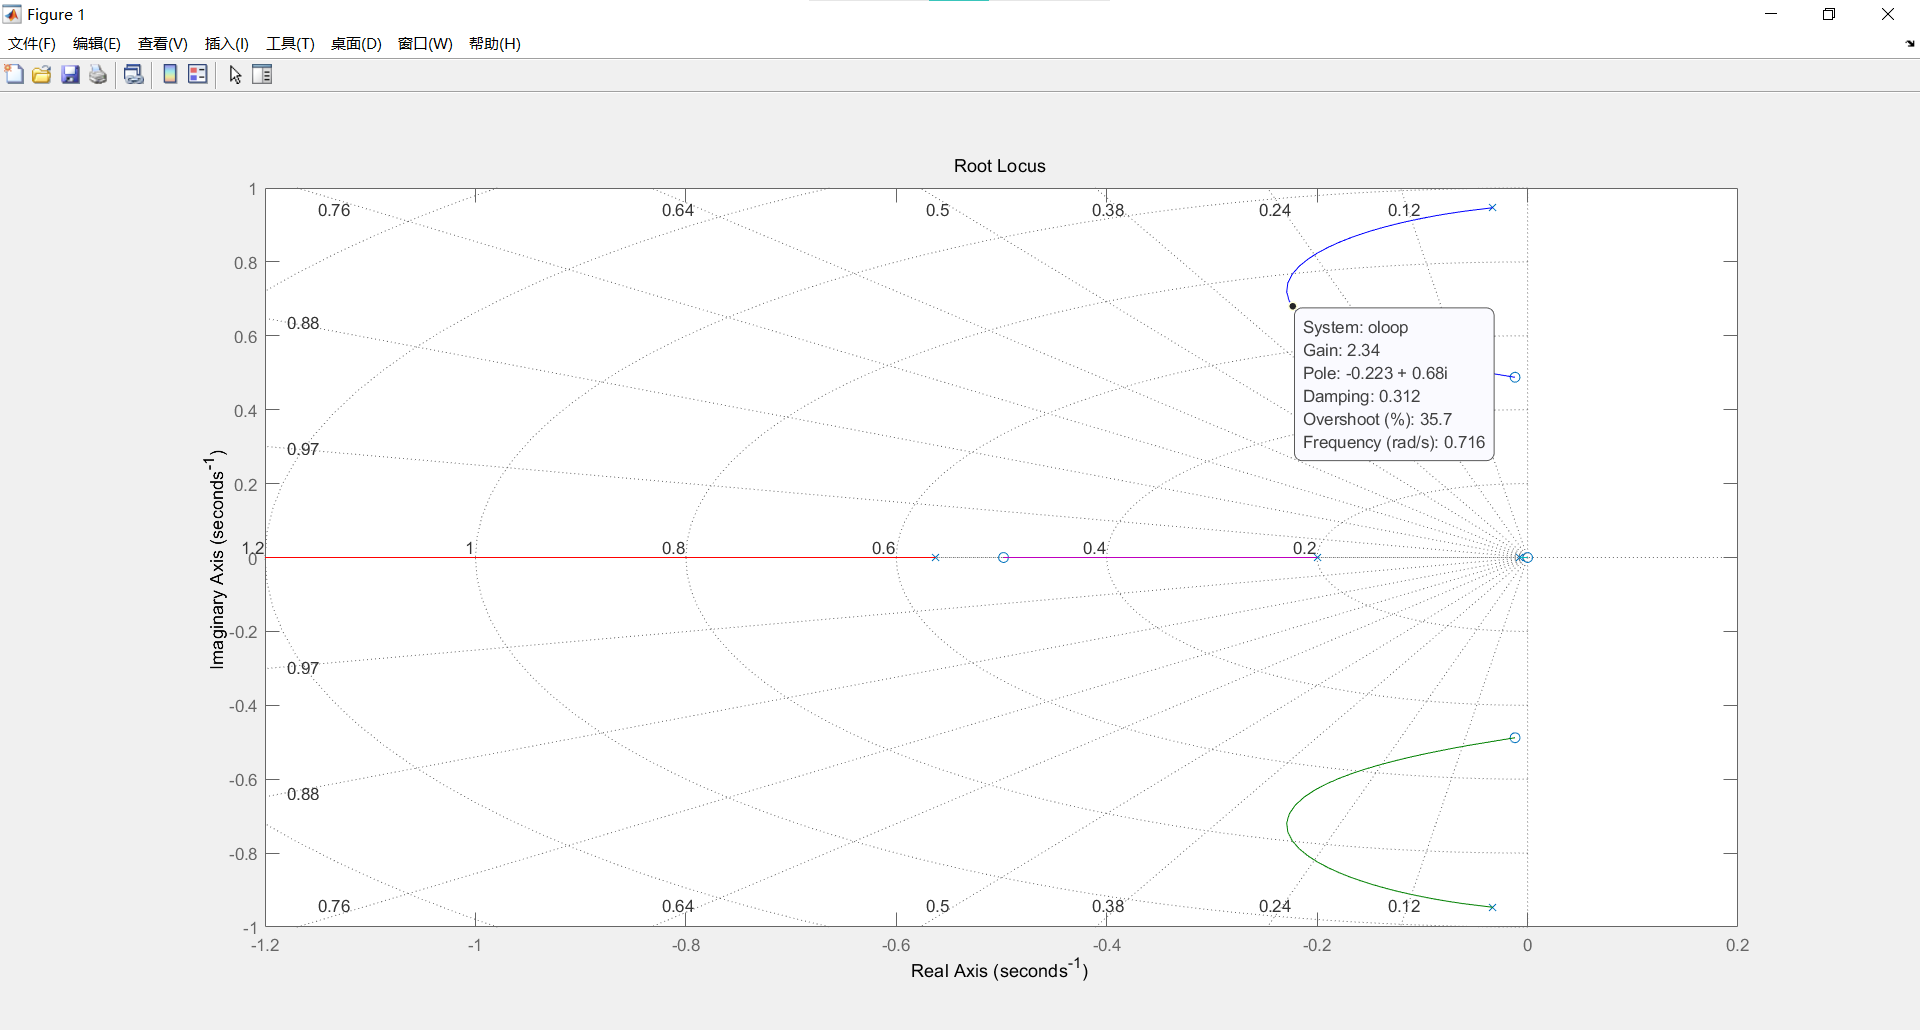 Figure 1
文件(F) 编辑(E) 查看(V) 插入(I) 工具(T) 桌面(D) 窗口(W) 帮助(H)
Root Locus
1
0.8
0.6
0.4
0.2
0
-0.2
-0.4
-0.6
-0.8
-1
Imaginary Axis (seconds⁻¹)
0.76 0.64 0.5 0.38 0.24 0.12
0.88
0.97
1.2 1 0.8 0.6 0.4 0.2
0.97
0.88
0.76 0.64 0.5 0.38 0.24 0.12
System: oloop
Gain: 2.34
Pole: -0.223 + 0.68i
Damping: 0.312
Overshoot (%): 35.7
Frequency (rad/s): 0.716
-1.2 -1 -0.8 -0.6 -0.4 -0.2 0 0.2
Real Axis (seconds⁻¹)